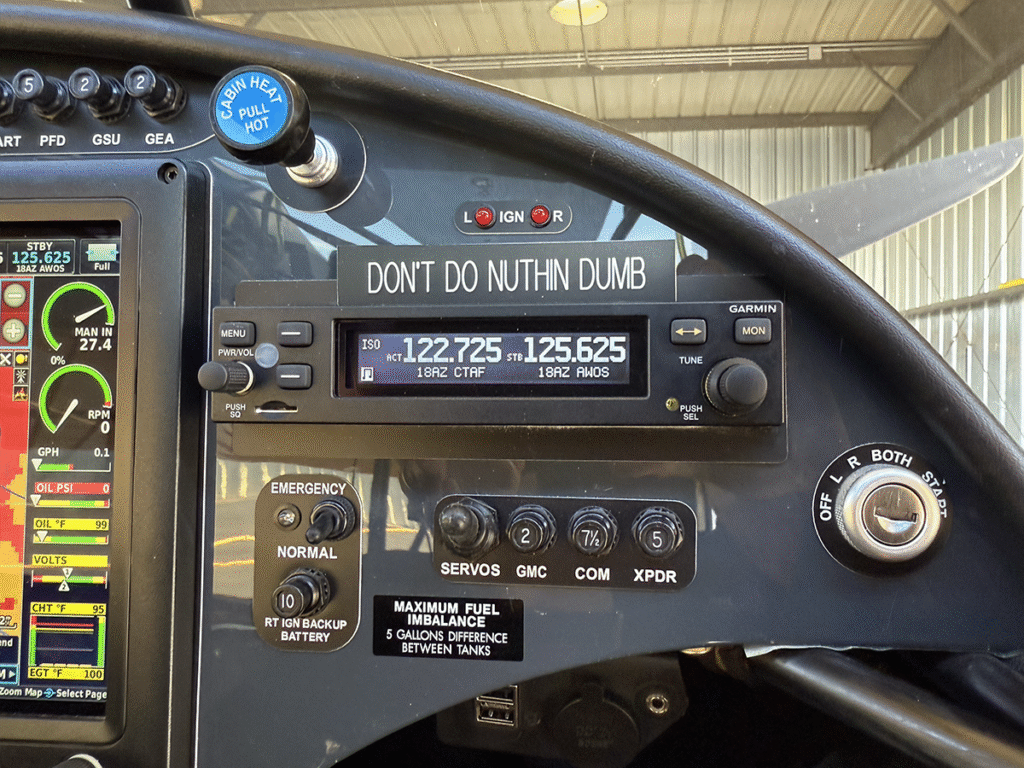 5
2
2
PFD
GSU
GEA
CABIN HEAT
PULL
HOT
L IGN R
DON'T DO NUTHIN DUMB
STBY
125.625
18AZ AWOS
Full
MAN IN
27.4
0%
RPM
0
GPH 0.1
OIL PSI 0
OIL °F 99
VOLTS
1
2
CHT °F 95
EGT °F 100
Zoom Map Select Page
GARMIN
MENU
PWR/VOL
PUSH
SQ
ISO
ACT 122.725 STB 125.625
18AZ CTAF 18AZ AWOS
MON
TUNE
PUSH
SEL
OFF L R BOTH START
EMERGENCY
NORMAL
10
RT IGN BACKUP
BATTERY
2
7½
5
SERVOS GMC COM XPDR
MAXIMUM FUEL
IMBALANCE
5 GALLONS DIFFERENCE
BETWEEN TANKS